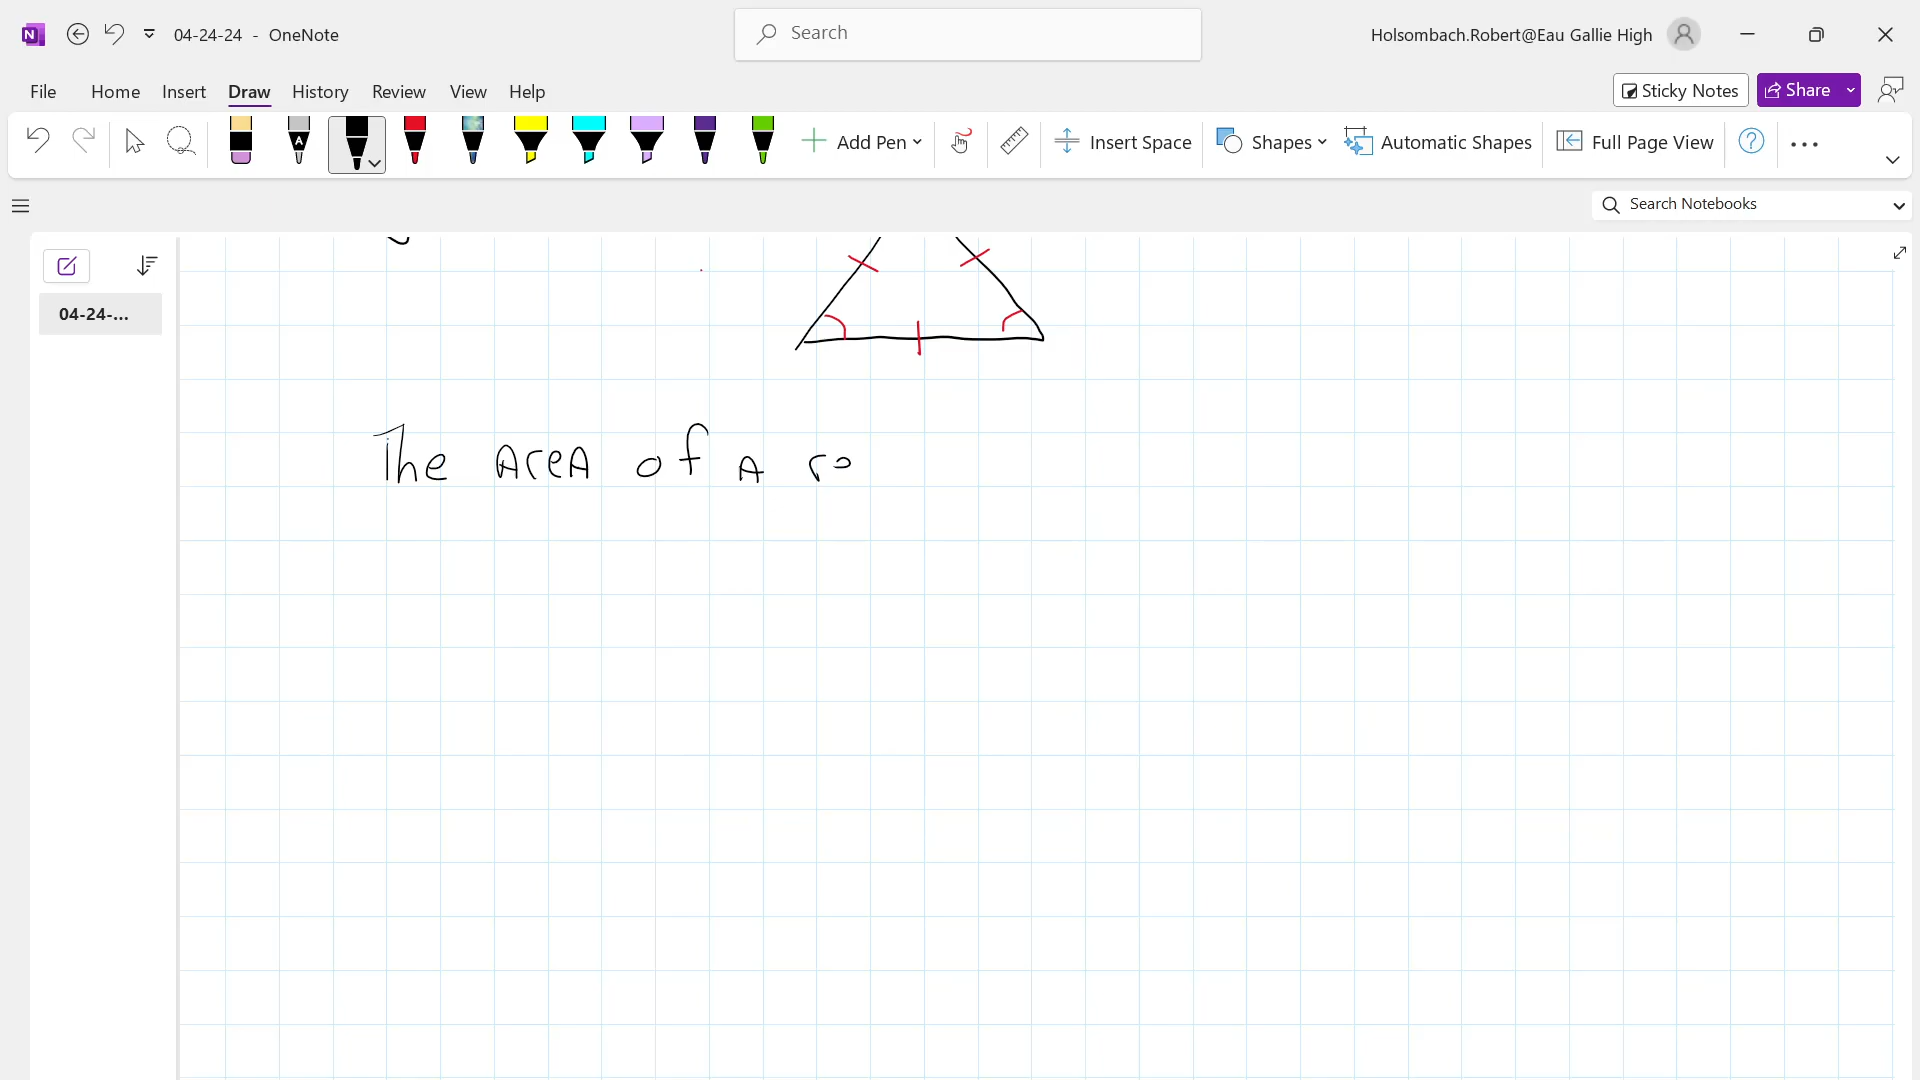 04-24-24 - OneNote
Search
Holsombach.Robert@Eau Gallie High
File Home Insert Draw History Review View Help
Sticky Notes Share
A
Add Pen Insert Space Shapes Automatic Shapes Full Page View
Search Notebooks
04-24-...
The AreA of A